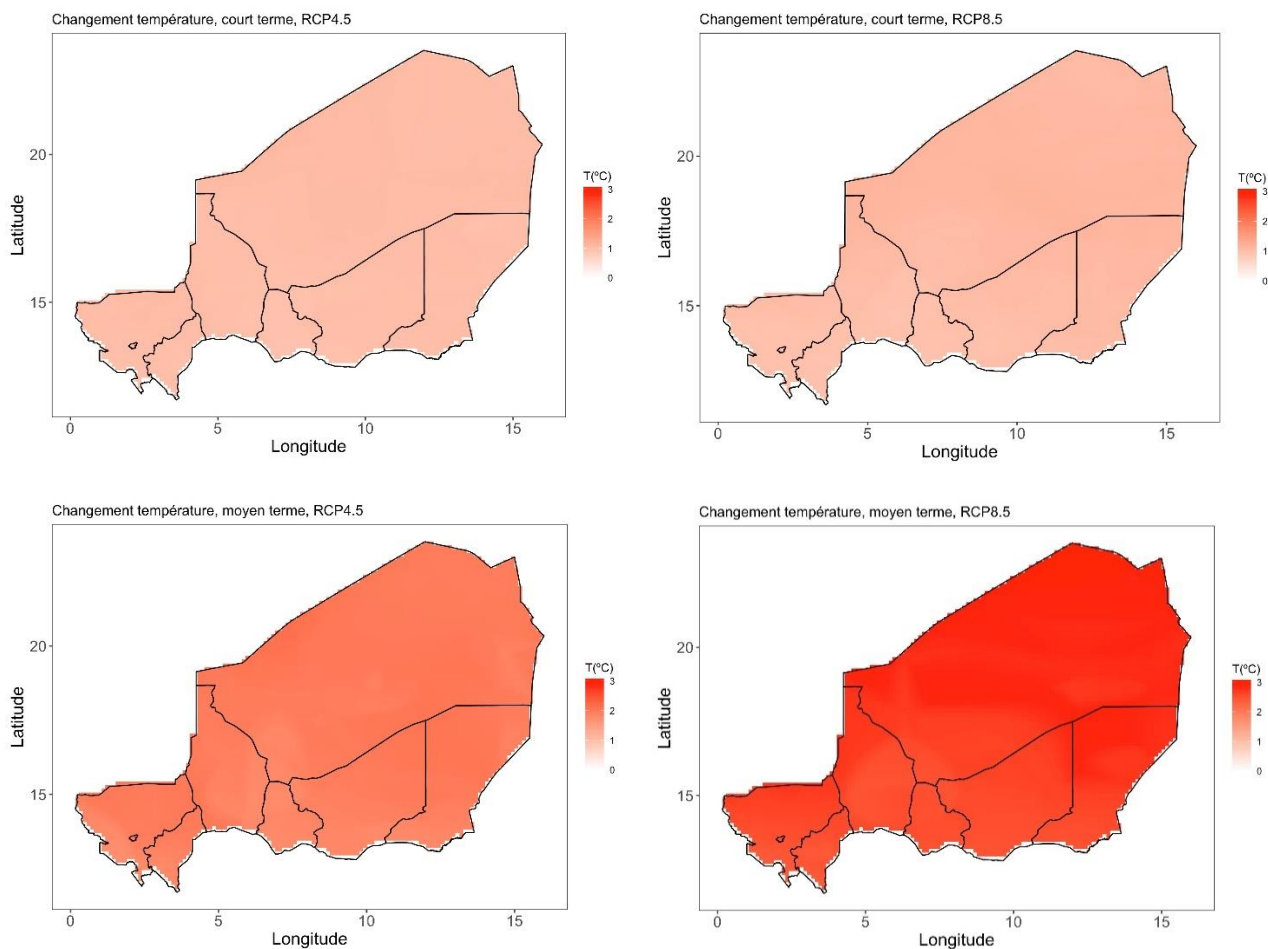 Changement température, court terme, RCP4.5
20
15
Latitude
0
5
10
15
Longitude
T(ºC)
3
2
1
0
Changement température, court terme, RCP8.5
20
15
Latitude
0
5
10
15
Longitude
T(ºC)
3
2
1
0
Changement température, moyen terme, RCP4.5
20
15
Latitude
0
5
10
15
Longitude
T(ºC)
3
2
1
0
Changement température, moyen terme, RCP8.5
20
15
Latitude
0
5
10
15
Longitude
T(ºC)
3
2
1
0